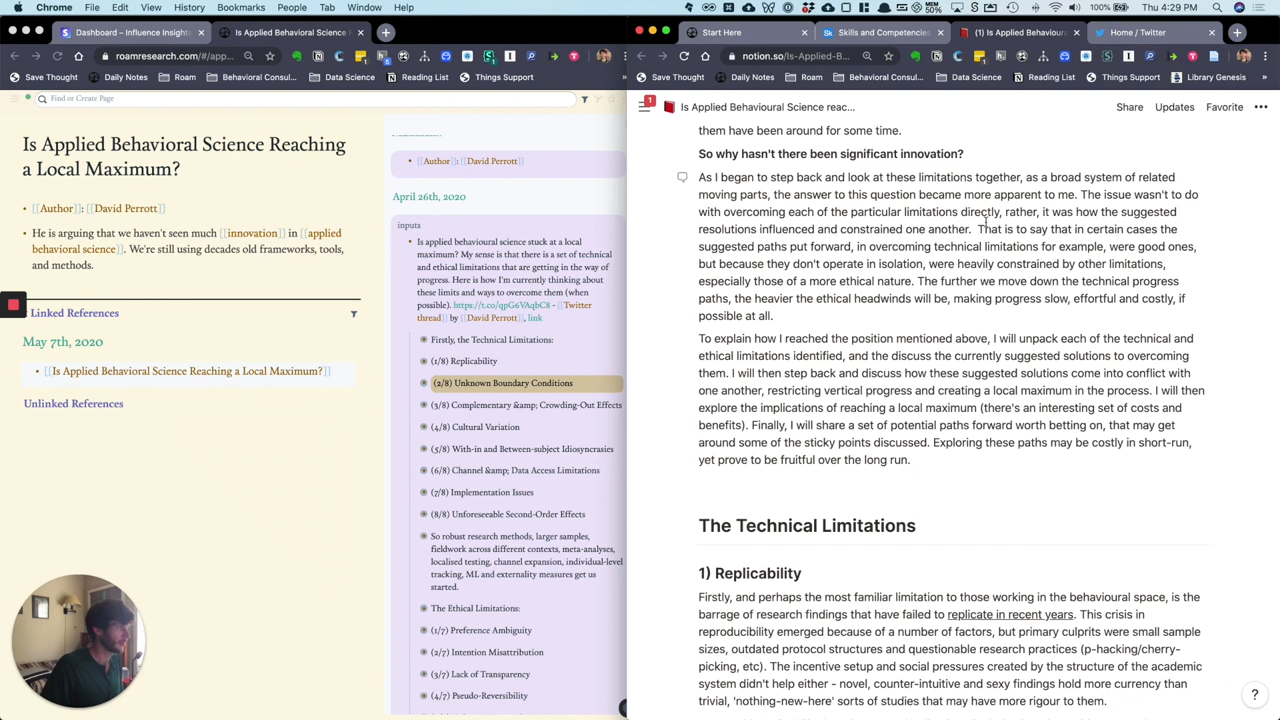 Dashboard – Influence Insights
Is Applied Behavioral Science R
roamresearch.com/#/app...
Save Thought
Reading List
Behavioral Consul...
Data Science
Reading List
Things Support
»
Find or Create Page
Is Applied Behavioral Science Reaching
a Local Maximum?
[[Author]]: [[David Perrott]]
He is arguing that we haven't seen much [[innovation]] in [[applied
behavioral science]]. We're still using decades old frameworks, tools,
and methods.
Linked References
May 7th, 2020
[[Is Applied Behavioral Science Reaching a Local Maximum?]]
Unlinked References
[[Author]]: [[David Perrott]]
April 26th, 2020
inputs
Is applied behavioral science stuck at a local
maximum? My sense is that there is a set of technical
and ethical limitations that are getting in the way of
progress. Here is how I'm currently thinking about
these limits and ways to overcome them (when
possible). https://t.co/qpG6VAqbC8 - [[Twitter
thread]] by [[David Perrott]], link
Firstly, the Technical Limitations:
(1/8) Replicability
(2/8) Unknown Boundary Conditions
(3/8) Complementary &amp; Crowding-Out Effects
(4/8) Cultural Variation
(5/8) With-in and Between-subject Idiosyncrasies
(6/8) Channel &amp; Data Access Limitations
(7/8) Implementation Issues
(8/8) Unforeseeable Second-Order Effects
So robust research methods, larger samples,
fieldwork across different contexts, meta-analyses,
localised testing, channel expansion, individual-level
tracking, ML and externality measures get us
started.
The Ethical Limitations:
(1/7) Preference Ambiguity
(2/7) Intention Misattribution
(3/7) Lack of Transparency
(4/7) Pseudo-Reversibility
100%
Thu 4:29 PM
Start Here
Skills and Competencies
(1) Is Applied Behavioural Scien
Home / Twitter
notion.so/Is-Applied-B...
Save Thought
Reading List
Behavioral Consul...
Data Science
Reading List
Things Support
Library Genesis
»
1
Is Applied Behavioural Science reac...
Share
Updates
Favorite
them have been around for some time.
So why hasn't there been significant innovation?
As I began to step back and look at these limitations together, as a broad system of related
moving parts, the answer to this question became more apparent to me. The issue wasn't to do
with overcoming each of the particular limitations directly, rather, it was how the suggested
resolutions influenced and constrained one another. That is to say that in certain cases the
suggested paths put forward, in overcoming technical limitations for example, were good ones,
but because they don't operate in isolation, were heavily constrained by other limitations,
especially those of a more ethical nature. The further we move down the technical progress
paths, the heavier the ethical headwinds will be, making progress slow, effortful and costly, if
possible at all.
To explain how I reached the position mentioned above, I will unpack each of the technical and
ethical limitations identified, and the discuss the currently suggested solutions to overcoming
them. I will then step back and discuss how these suggested solutions come into conflict with
one another, restricting vertical progress and creating a local maximum in the process. I will then
explore the implications of reaching a local maximum (there's an interesting set of costs and
benefits). Finally, I will share a set of potential paths forward worth betting on, that may get
around some of the sticky points discussed. Exploring these paths may be costly in short-run,
yet prove to be fruitful over the long run.
The Technical Limitations
1) Replicability
Firstly, and perhaps the most familiar limitation to those working in the behavioural space, is the
barrage of research findings that have failed to replicate in recent years. This crisis in
reproducibility emerged because of a number of factors, but primary culprits were small sample
sizes, outdated protocol structures and questionable research practices (p-hacking/cherry-
picking, etc). The incentive setup and social pressures created by the structure of the academic
system didn't help either - novel, counter-intuitive and sexy findings hold more currency than
trivial, 'nothing-new-here' sorts of studies that may have more rigour to them.
?